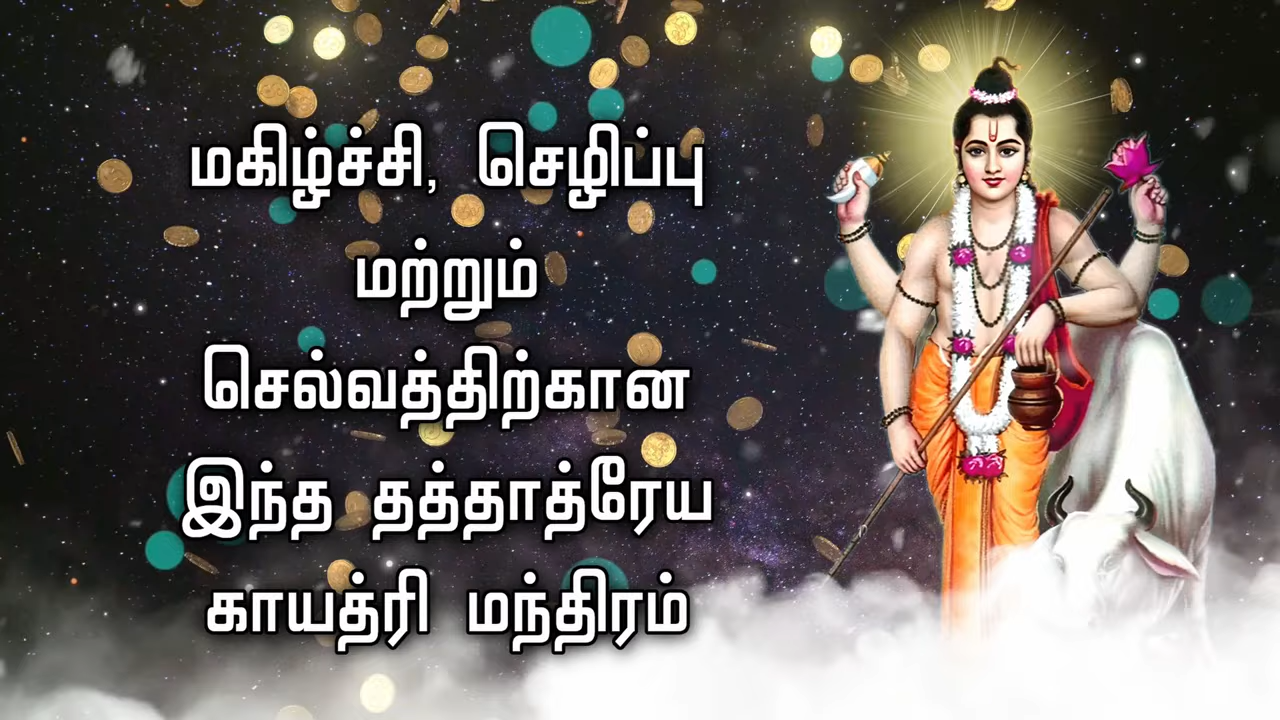 மகிழ்ச்சி, செழிப்பு
மற்றும்
செல்வத்திற்கான
இந்த தத்தாத்ரேய
காயத்ரி மந்திரம்